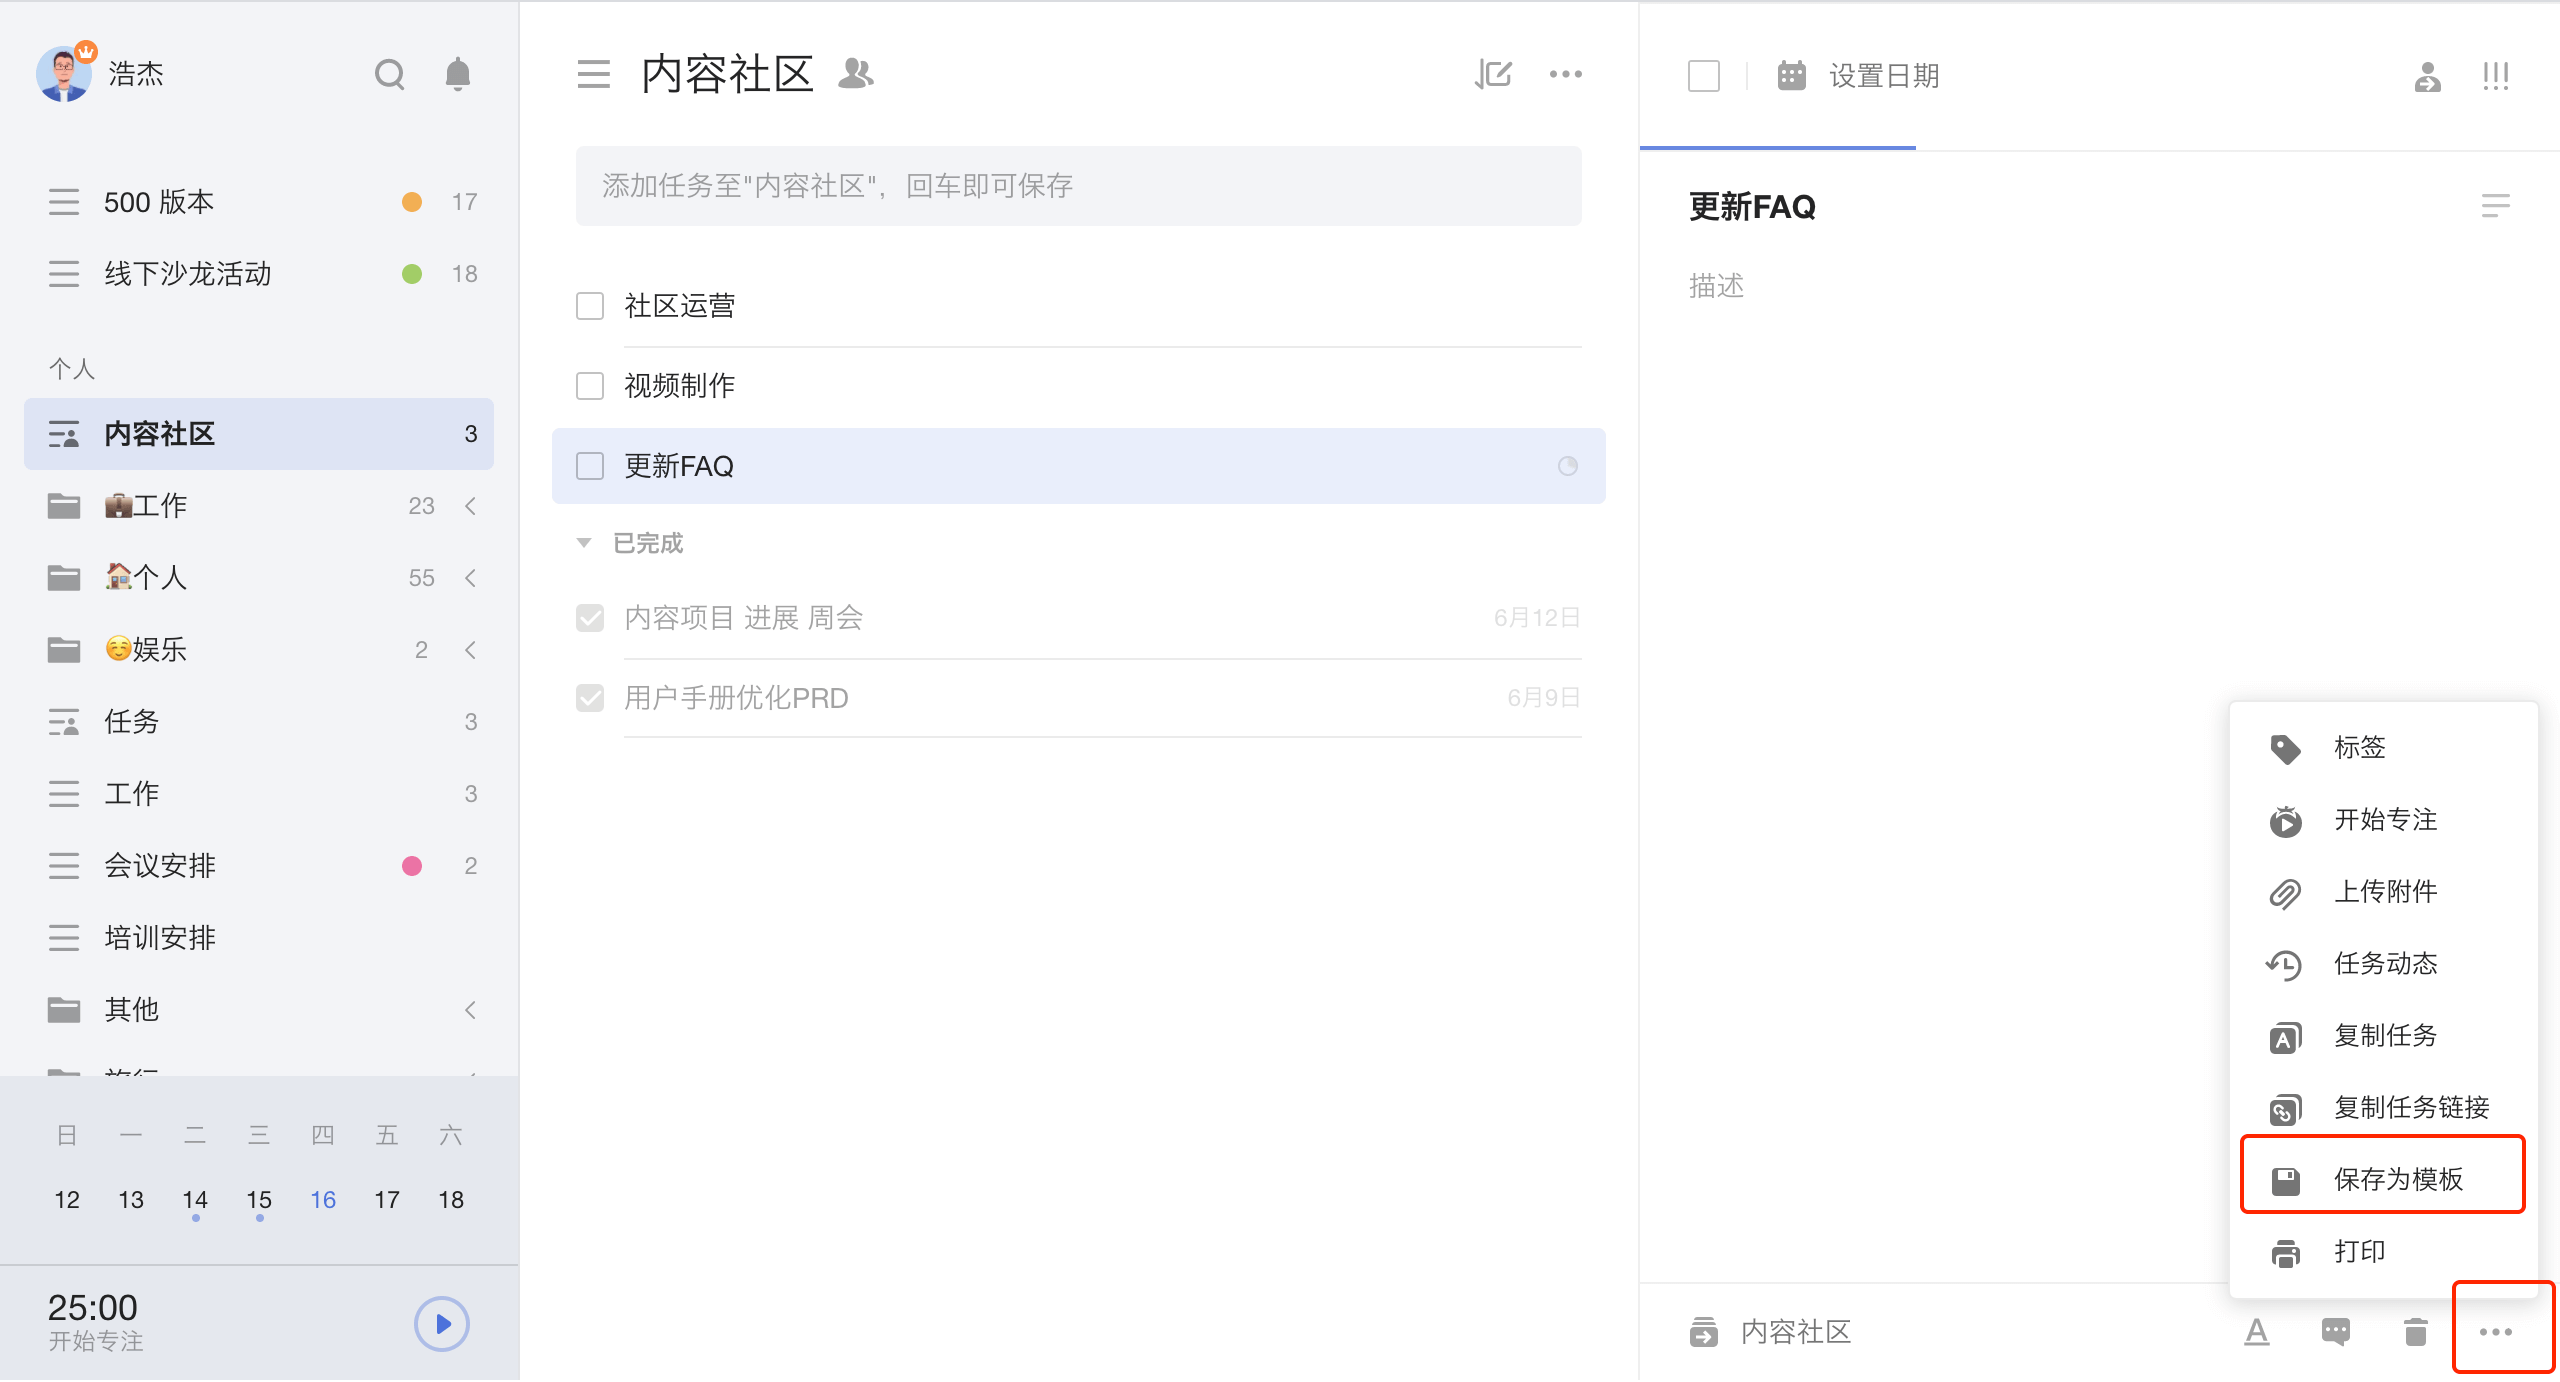 浩杰
500 版本 17
线下沙龙活动 18
个人
内容社区 3
💼工作 23
🏠个人 55
☺️娱乐 2
任务 3
工作 3
会议安排 2
培训安排
其他
日 一 二 三 四 五 六
12 13 14 15 16 17 18
25:00
开始专注
内容社区
添加任务至"内容社区"，回车即可保存
社区运营
视频制作
更新FAQ
已完成
内容项目 进展 周会 6月12日
用户手册优化PRD 6月9日
设置日期
更新FAQ
描述
标签
开始专注
上传附件
任务动态
复制任务
复制任务链接
保存为模板
打印
内容社区